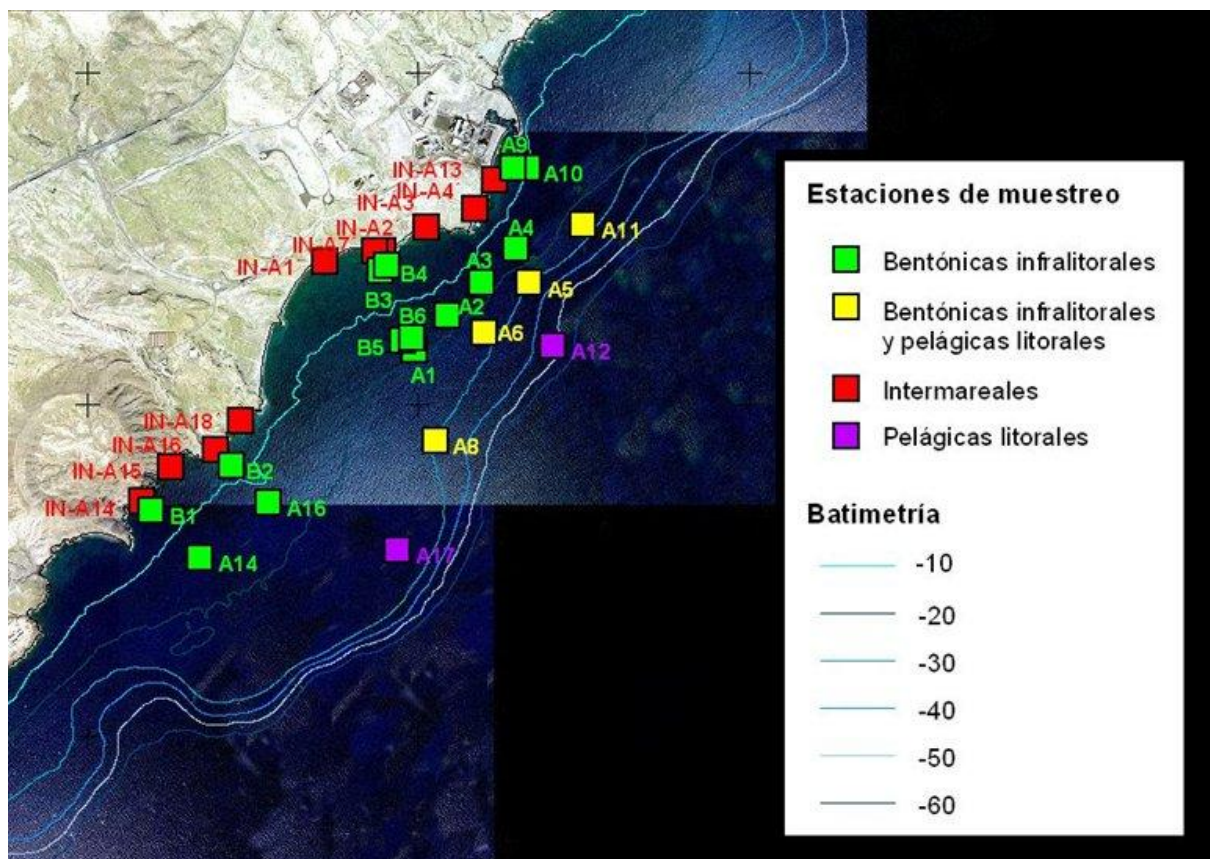 A9
IN-A13
A10
IN-A4
IN-A3
IN-A2
A4
A11
IN-A7
IN-A1
B4
A3
A5
B3
B6
A2
A6
B5
A12
A1
IN-A18
A8
IN-A16
IN-A15
B2
IN-A14
B1
A16
A14
A17
Estaciones de muestreo
Bentónicas infralitorales
Bentónicas infralitorales
y pelágicas litorales
Intermareales
Pelágicas litorales
Batimetría
-10
-20
-30
-40
-50
-60